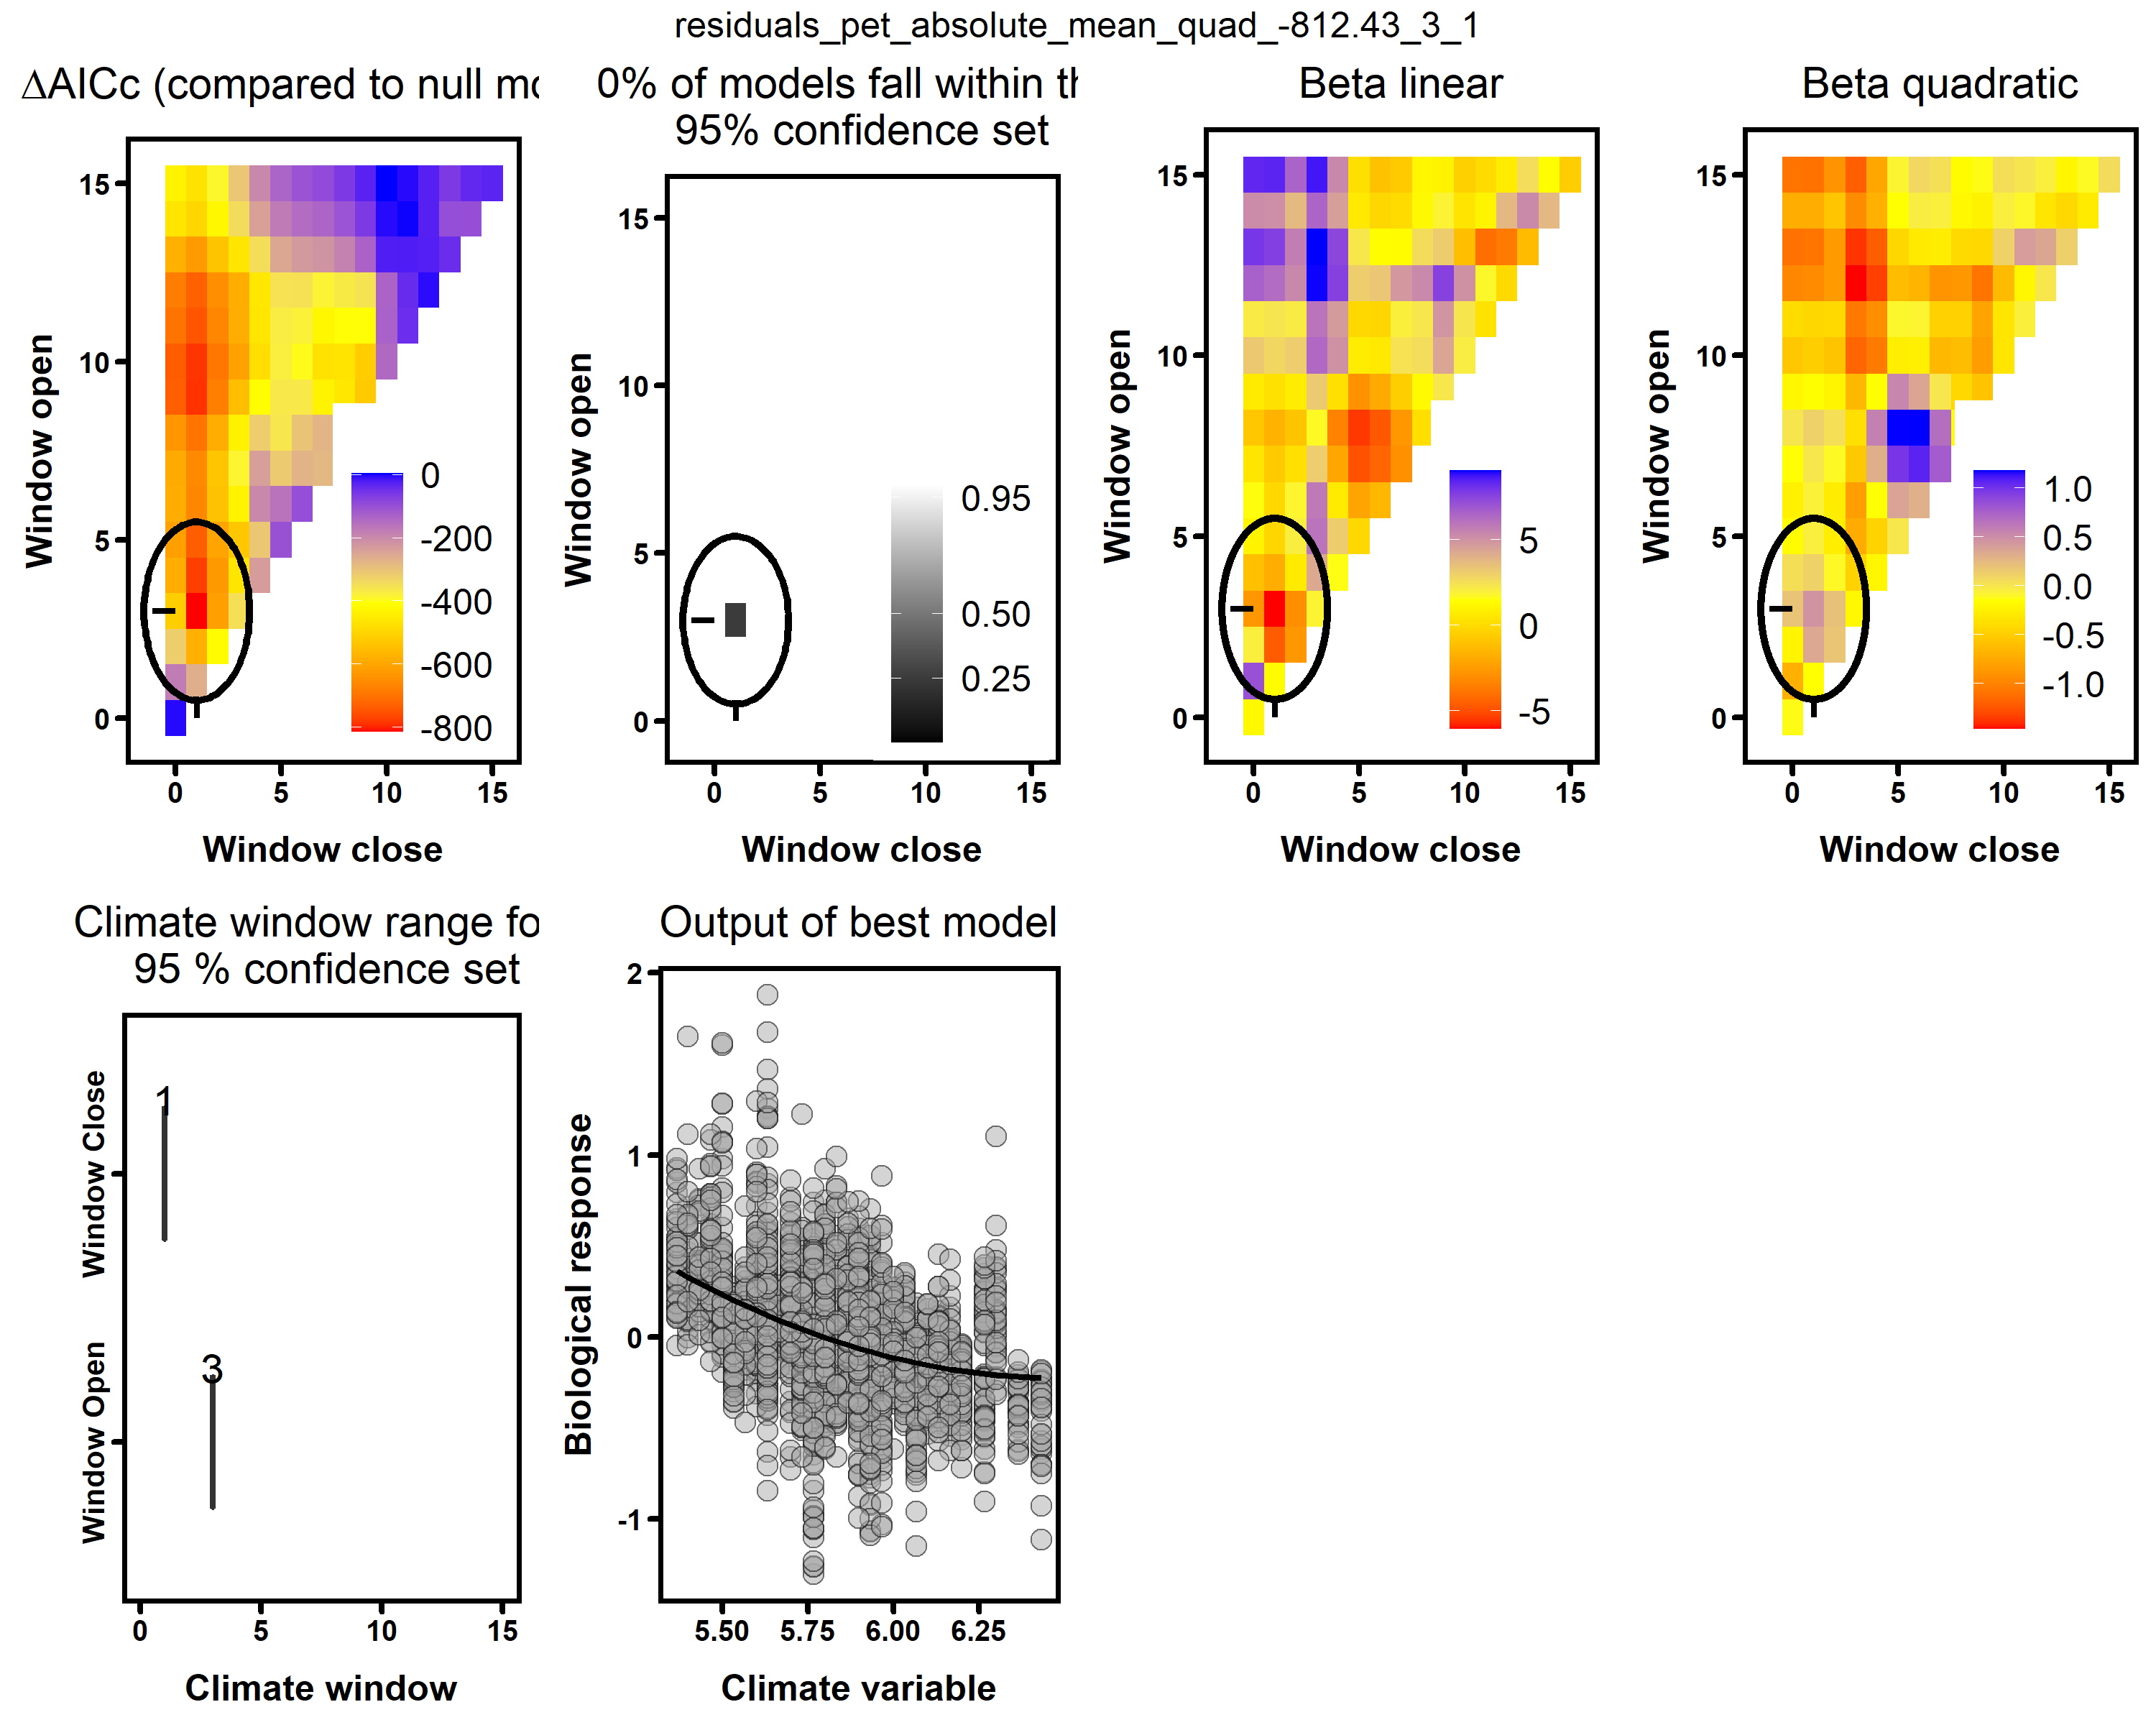 residuals_pet_absolute_mean_quad_-812.43_3_1
ΔAICc (compared to null mo
0% of models fall within th
95% confidence set
Beta linear
Beta quadratic
Window open
15
10
5
0
0
-200
-400
-600
-800
0 5 10 15
Window close
Window open
15
10
5
0
0.95
0.50
0.25
0 5 10 15
Window close
Window open
15
10
5
0
5
0
-5
0 5 10 15
Window close
Window open
15
10
5
0
1.0
0.5
0.0
-0.5
-1.0
0 5 10 15
Window close
Climate window range fo
95 % confidence set
Window Close
Window Open
1
3
0 5 10 15
Climate window
Output of best model
Biological response
2
1
0
-1
5.50 5.75 6.00 6.25
Climate variable